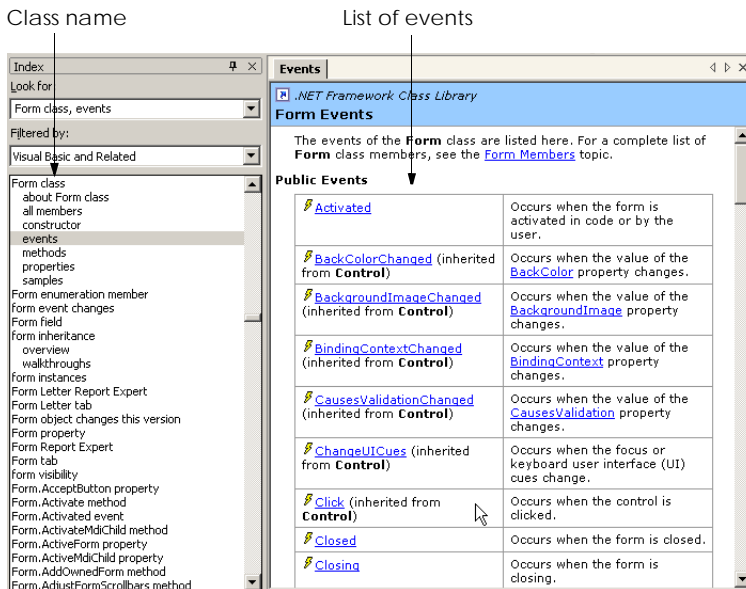 Class name
List of events
Index
Look for
Form class, events
Filtered by:
Visual Basic and Related
Form class
about Form class
all members
constructor
events
methods
properties
samples
Form enumeration member
form event changes
Form field
form inheritance
overview
walkthroughs
form instances
Form Letter Report Expert
Form Letter tab
Form object changes this version
Form property
Form Report Expert
Form tab
form visibility
Form.AcceptButton property
Form.Activate method
Form.Activated event
Form.ActivateMdiChild method
Form.ActiveForm property
Form.ActiveMdiChild property
Form.AddOwnedForm method
Form.AdjustFormScrollbars method
Events
.NET Framework Class Library
Form Events
The events of the Form class are listed here. For a complete list of
Form class members, see the Form Members topic.
Public Events
Activated
Occurs when the form is
activated in code or by the
user.
BackColorChanged (inherited
from Control)
Occurs when the value of the
BackColor property changes.
BackgroundImageChanged
(inherited from Control)
Occurs when the value of the
BackgroundImage property
changes.
BindingContextChanged
(inherited from Control)
Occurs when the value of the
BindingContext property
changes.
CausesValidationChanged
(inherited from Control)
Occurs when the value of the
CausesValidation property
changes.
ChangeUICues (inherited
from Control)
Occurs when the focus or
keyboard user interface (UI)
cues change.
Click (inherited from
Control)
Occurs when the control is
clicked.
Closed
Occurs when the form is closed.
Closing
Occurs when the form is
closing.